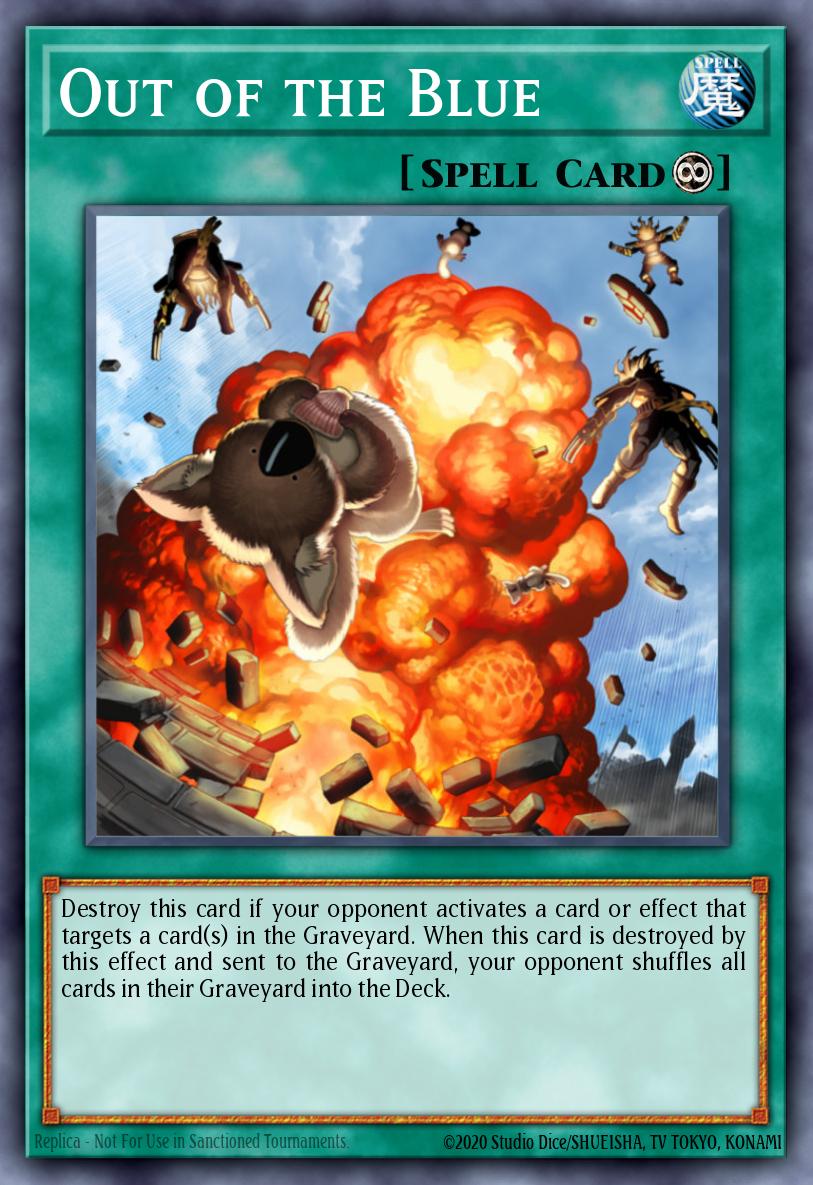 Out of the Blue
SPELL
魔
[Spell Card]
Destroy this card if your opponent activates a card or effect that
targets a card(s) in the Graveyard. When this card is destroyed by
this effect and sent to the Graveyard, your opponent shuffles all
cards in their Graveyard into the Deck.
Replica - Not For Use in Sanctioned Tournaments.
©2020 Studio Dice/SHUEISHA, TV TOKYO, KONAMI